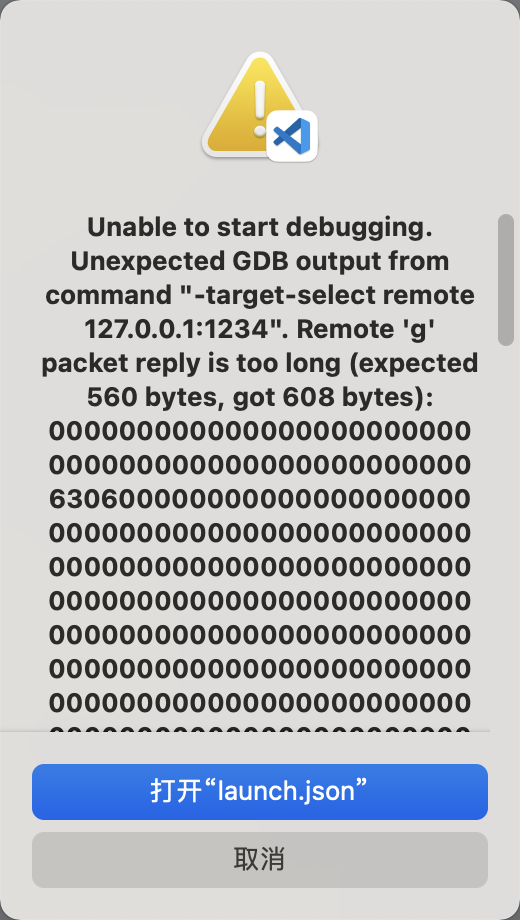 Unable to start debugging.
Unexpected GDB output from
command "-target-select remote
127.0.0.1:1234". Remote 'g'
packet reply is too long (expected
560 bytes, got 608 bytes):
000000000000000000000000
000000000000000000000000
630600000000000000000000
000000000000000000000000
000000000000000000000000
000000000000000000000000
000000000000000000000000
000000000000000000000000
000000000000000000000000
打开“launch.json”
取消